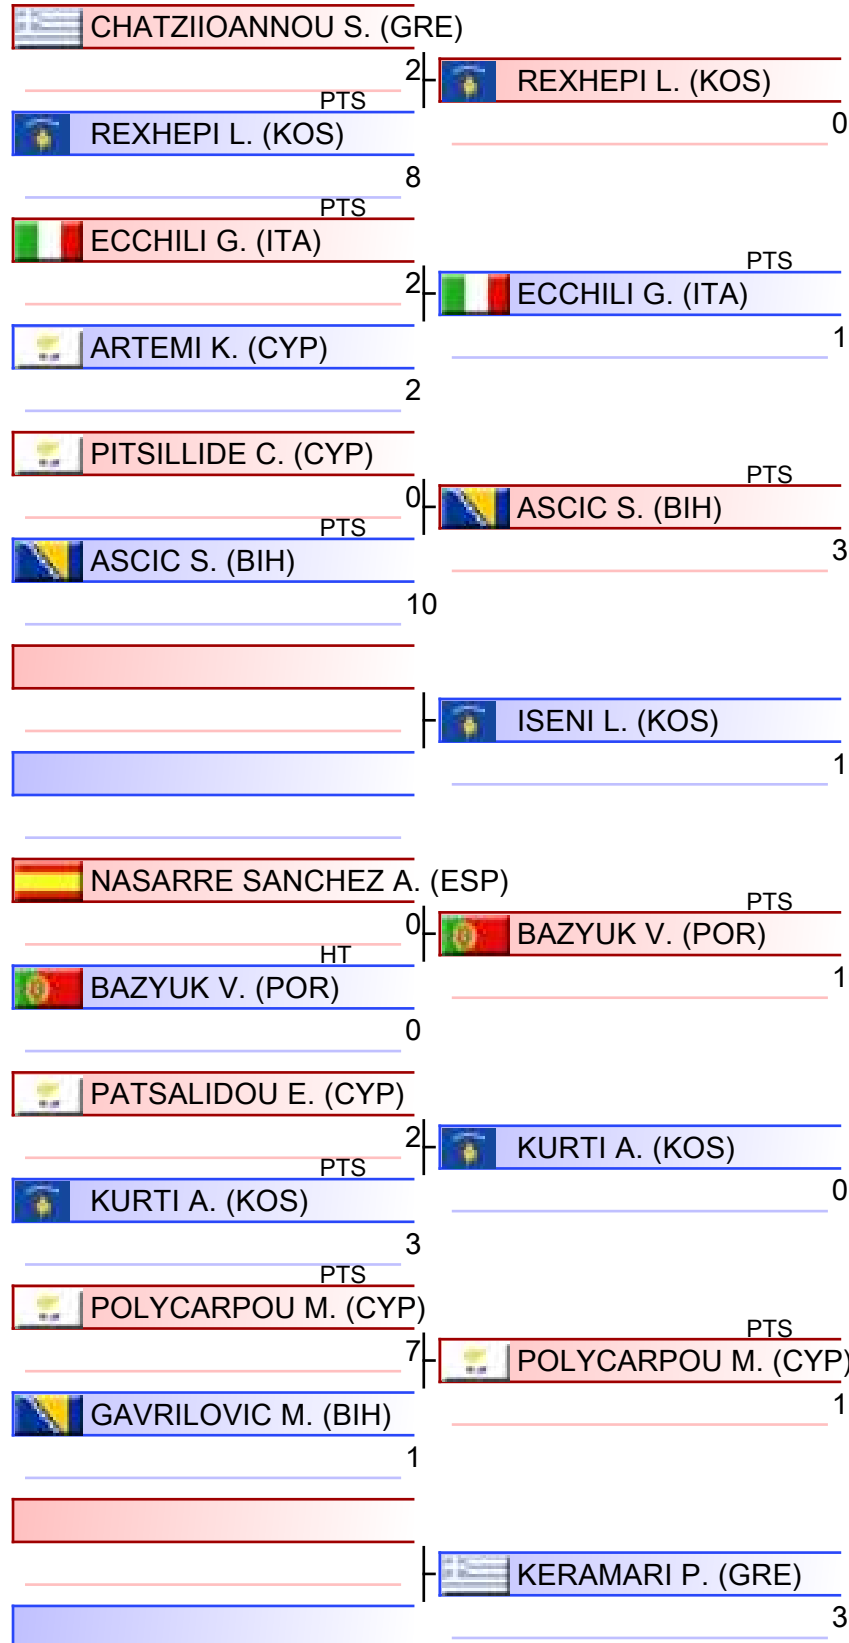 CHATZIIOANNOU S. (GRE)
2
PTS
REXHEPI L. (KOS)
8
PTS
ECCHILI G. (ITA)
2
ARTEMI K. (CYP)
2
PITSILLIDE C. (CYP)
0
PTS
ASCIC S. (BIH)
10
NASARRE SANCHEZ A. (ESP)
0
HT
BAZYUK V. (POR)
0
PATSALIDOU E. (CYP)
2
PTS
KURTI A. (KOS)
3
PTS
POLYCARPOU M. (CYP)
7
GAVRILOVIC M. (BIH)
1
REXHEPI L. (KOS)
0
PTS
ECCHILI G. (ITA)
1
PTS
ASCIC S. (BIH)
3
ISENI L. (KOS)
1
PTS
BAZYUK V. (POR)
1
KURTI A. (KOS)
0
PTS
POLYCARPOU M. (CYP)
1
KERAMARI P. (GRE)
3